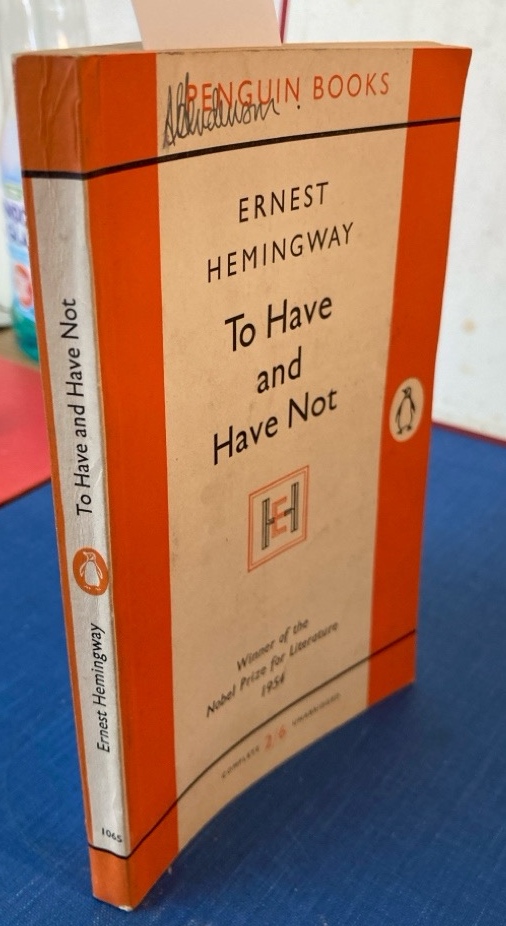 PENGUIN BOOKS
ERNEST
HEMINGWAY
To Have
and
Have Not
HE
Winner of the
Nobel Prize for Literature
1954
COMPLETE 2/6 UNABRIDGED
To Have and Have Not
Ernest Hemingway
1065